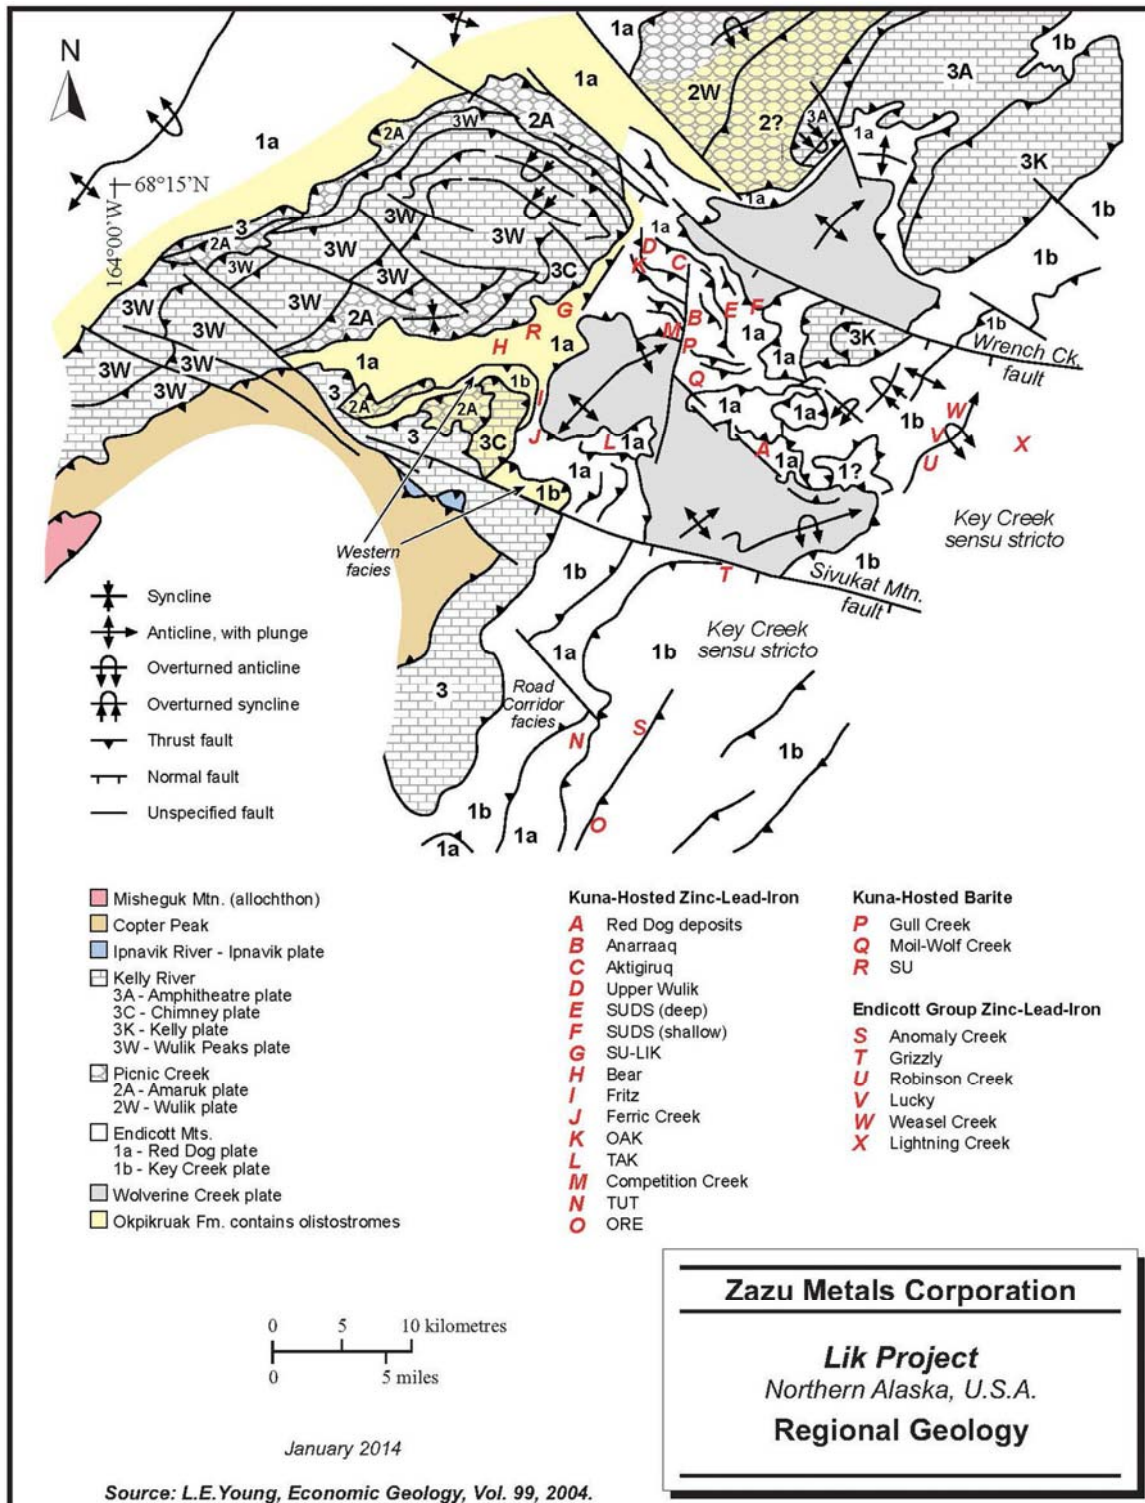 N
68°15'N
164°00'W
1a
1a
1a
2W
2?
3A
3A
1b
1a
3K
1b
1b
2A
3W
2A
3
2A
3W
3W
3W
3W
3W
3C
3W
3W
3W
3W
2A
3W
3W
1a
1a
1a
D
K
C
B
E
F
M
P
Q
G
R
H
1a
I
J
1a
1a
3K
1b
Wrench Ck.
fault
1b
3
2A
2A
1b
3C
3
1b
L
1a
1a
1a
1a
A
1a
1?
1b
W
V
U
X
Western
facies
Key Creek
sensu stricto
1b
Sivukat Mtn.
fault
T
1b
1a
1b
Key Creek
sensu stricto
3
Road
Corridor
facies
N
S
O
1b
1b
1a
1a
Syncline
Anticline, with plunge
Overturned anticline
Overturned syncline
Thrust fault
Normal fault
Unspecified fault
Misheguk Mtn. (allochthon)
Copter Peak
Ipnavik River - Ipnavik plate
Kelly River
3A - Amphitheatre plate
3C - Chimney plate
3K - Kelly plate
3W - Wulik Peaks plate
Picnic Creek
2A - Amaruk plate
2W - Wulik plate
Endicott Mts.
1a - Red Dog plate
1b - Key Creek plate
Wolverine Creek plate
Okpikruak Fm. contains olistostromes
Kuna-Hosted Zinc-Lead-Iron
A Red Dog deposits
B Anarraaq
C Aktigiruq
D Upper Wulik
E SUDS (deep)
F SUDS (shallow)
G SU-LIK
H Bear
I Fritz
J Ferric Creek
K OAK
L TAK
M Competition Creek
N TUT
O ORE
Kuna-Hosted Barite
P Gull Creek
Q Moil-Wolf Creek
R SU
Endicott Group Zinc-Lead-Iron
S Anomaly Creek
T Grizzly
U Robinson Creek
V Lucky
W Weasel Creek
X Lightning Creek
0 5 10 kilometres
0 5 miles
January 2014
Source: L.E.Young, Economic Geology, Vol. 99, 2004.
Zazu Metals Corporation
Lik Project
Northern Alaska, U.S.A.
Regional Geology